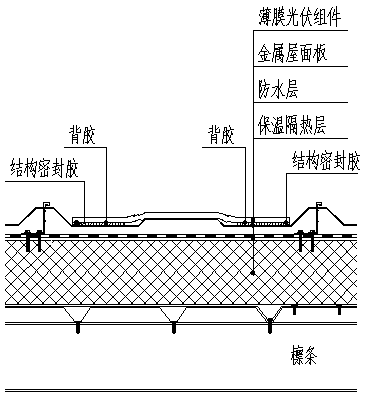 薄膜光伏组件
金属屋面板
防水层
保温隔热层
背胶
背胶
结构密封胶
结构密封胶
檩条